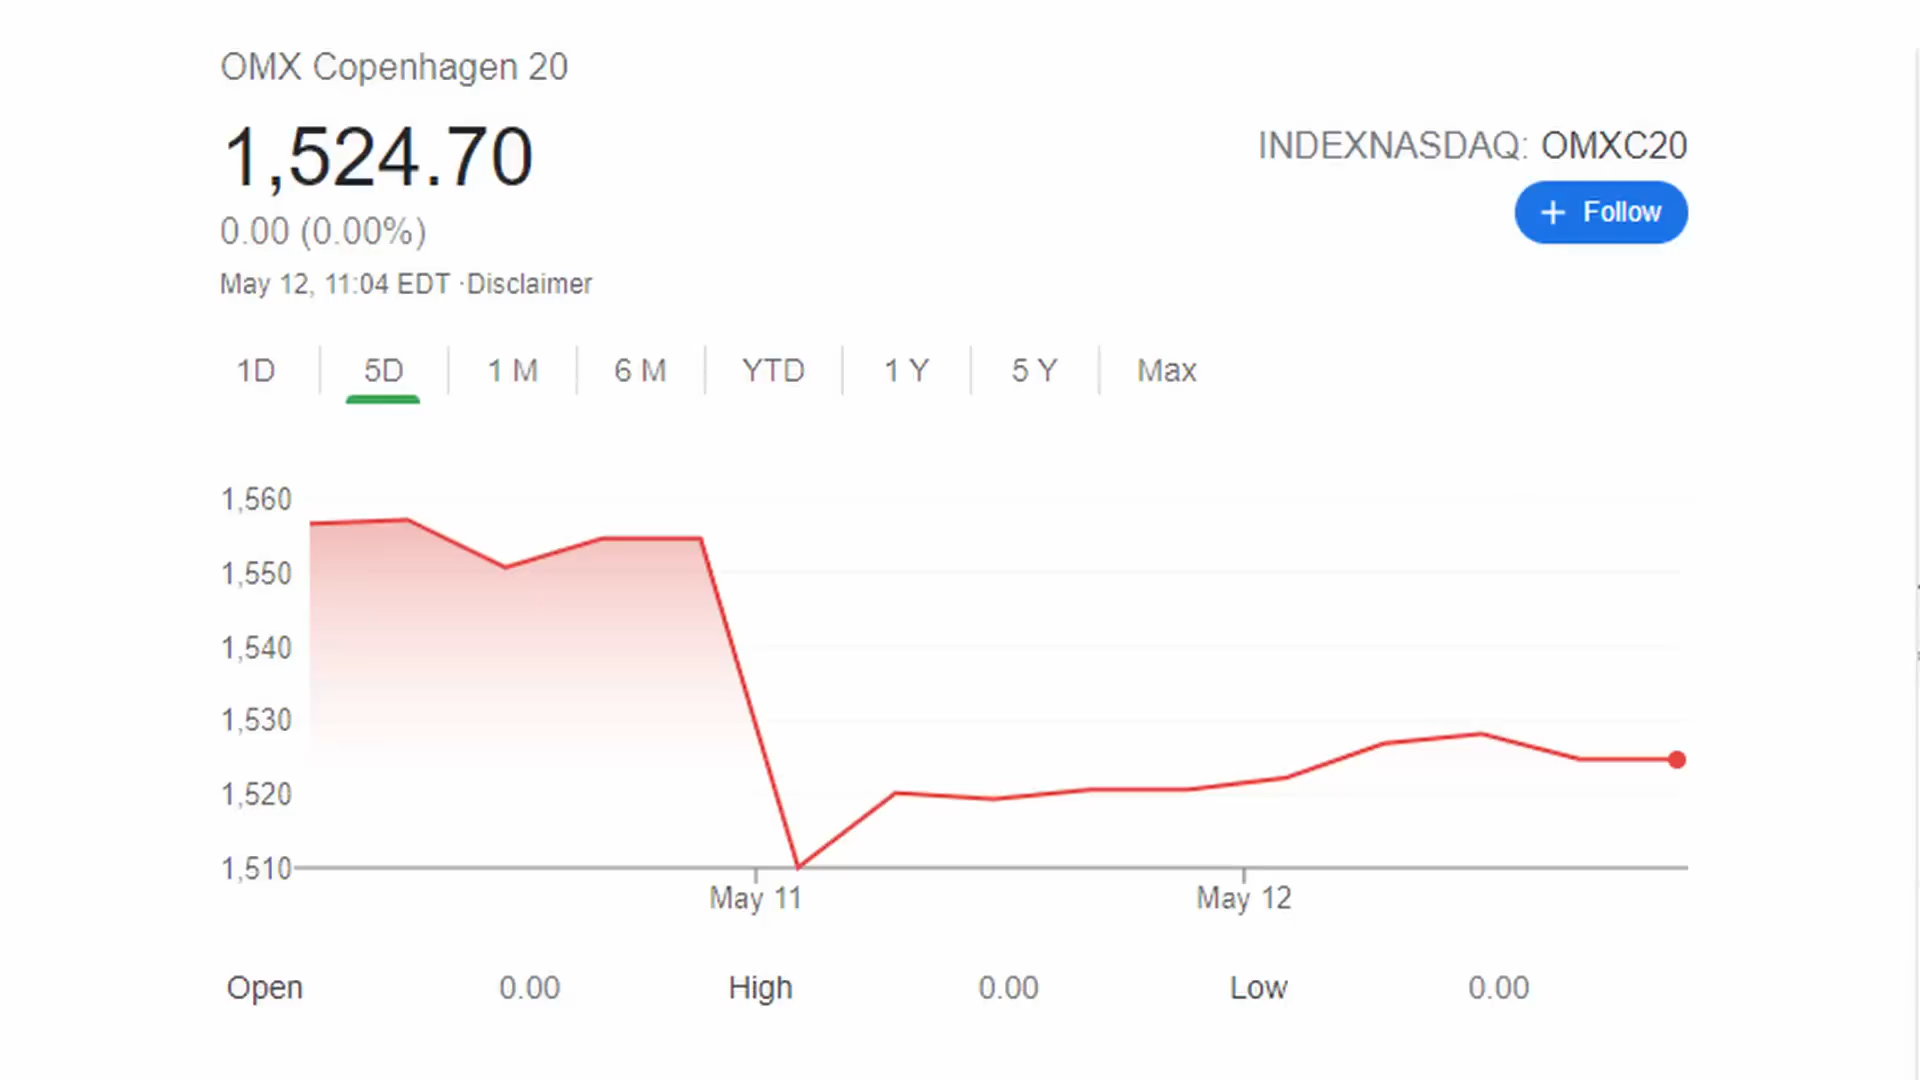 OMX Copenhagen 20
1,524.70
INDEXNASDAQ: OMXC20
0.00 (0.00%)
+ Follow
May 12, 11:04 EDT ·Disclaimer
1D 5D 1 M 6 M YTD 1 Y 5 Y Max
1,560
1,550
1,540
1,530
1,520
1,510
May 11 May 12
Open 0.00 High 0.00 Low 0.00